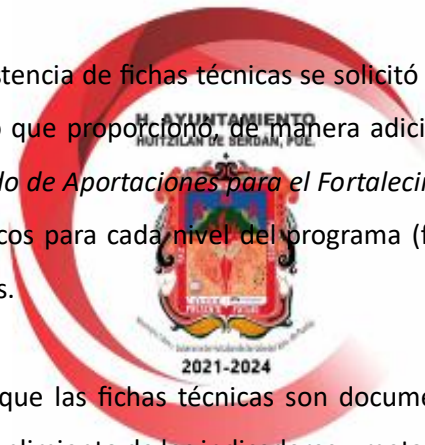 stencia de fichas técnicas se solicitó
H. AYUNTAMIENTO
que proporcionó, de manera adici
HUITZILAN DE SERDÁN, PUE.
do de Aportaciones para el Fortalecin
cos para cada nivel del programa (f
s.
2021-2024
que las fichas técnicas son docume